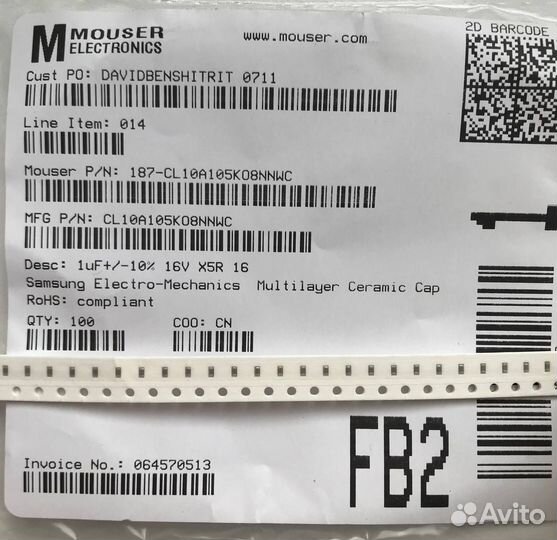 MOUSER
ELECTRONICS
www.mouser.com
2D BARCODE
Cust PO: DAVIDBENSHITRIT 0711
Line Item: 014
Mouser P/N: 187-CL10A105KO8NNWC
MFG P/N: CL10A105KO8NNWC
Desc: 1uF+/-10% 16V X5R 16
Samsung Electro-Mechanics Multilayer Ceramic Cap
RoHS: compliant
QTY: 100 COO: CN
FB2
Invoice No.: 064570513
Avito